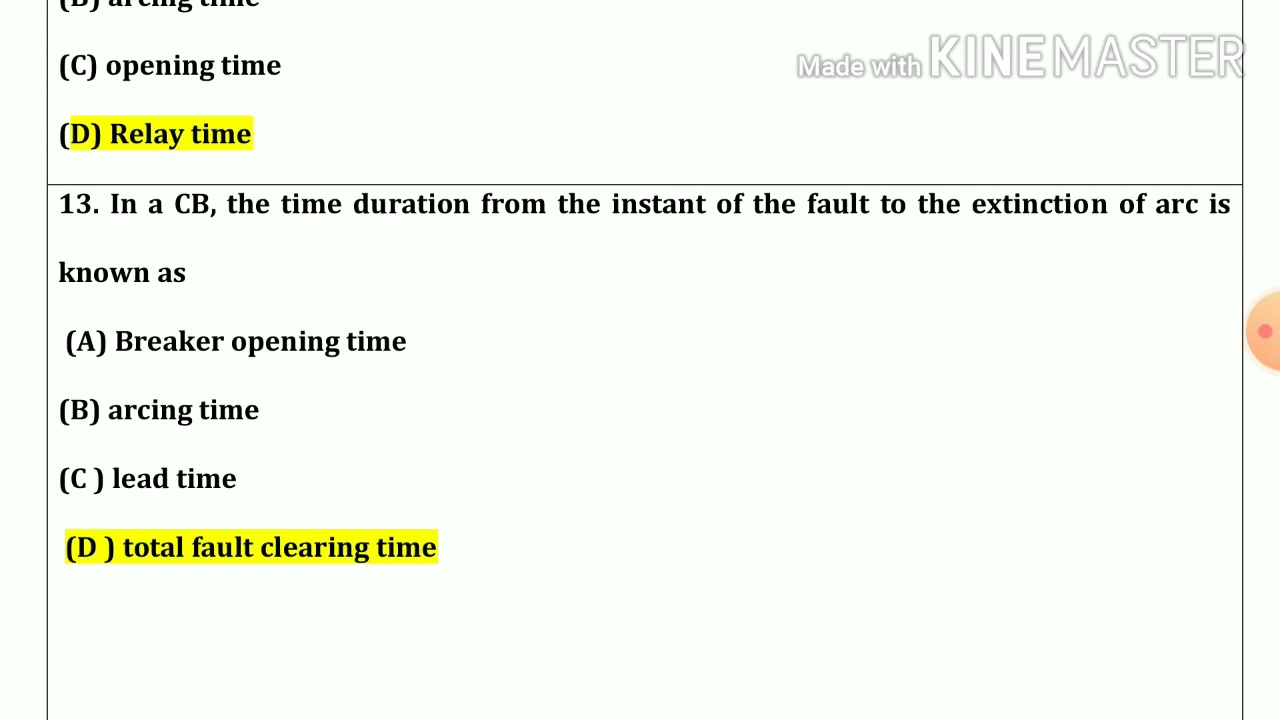 (B) arcing time
(C) opening time
Made with KINEMASTER
(D) Relay time
13. In a CB, the time duration from the instant of the fault to the extinction of arc is
known as
(A) Breaker opening time
(B) arcing time
(C ) lead time
(D ) total fault clearing time